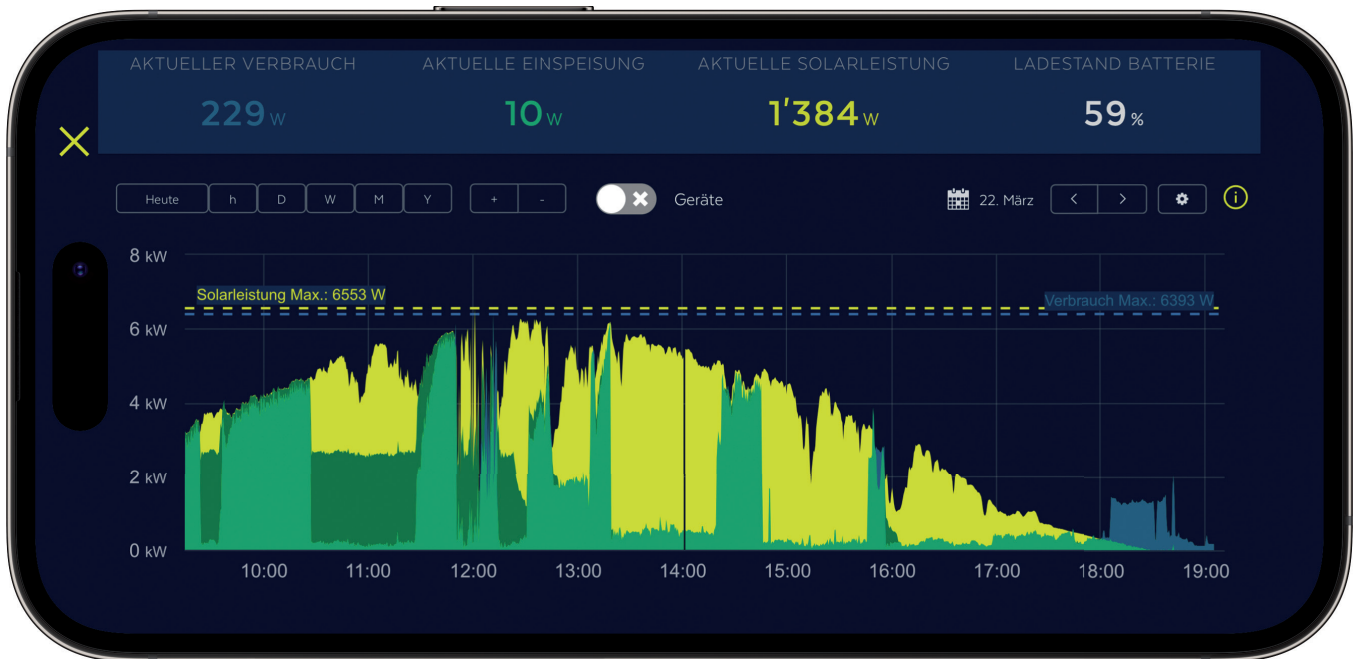 AKTUELLER VERBRAUCH AKTUELLE EINSPEISUNG AKTUELLE SOLARLEISTUNG LADESTAND BATTERIE
229 W 10 W 1'384 W 59 %
Heute h D W M Y + - Geräte 22. März < > i
8 kW
Solarleistung Max.: 6553 W Verbrauch Max.: 6393 W
6 kW
4 kW
2 kW
0 kW
10:00 11:00 12:00 13:00 14:00 15:00 16:00 17:00 18:00 19:00